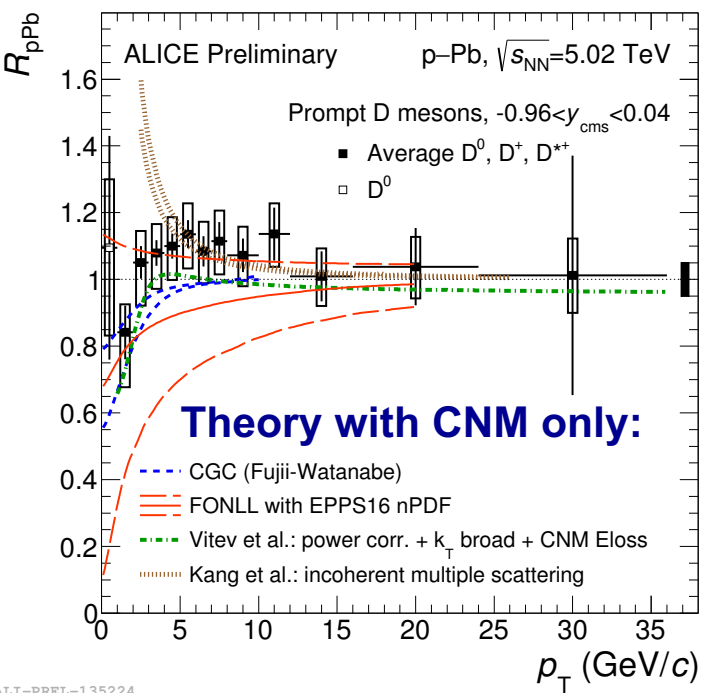 R_pPb
ALICE Preliminary
p–Pb, √s_NN=5.02 TeV
Prompt D mesons, -0.96<y_cms<0.04
Average D⁰, D⁺, D*⁺
D⁰
1.6
1.4
1.2
1
0.8
0.6
0.4
0.2
0
Theory with CNM only:
CGC (Fujii-Watanabe)
FONLL with EPPS16 nPDF
Vitev et al.: power corr. + k_T broad + CNM Eloss
Kang et al.: incoherent multiple scattering
0 5 10 15 20 25 30 35
p_T (GeV/c)
ALI-PREL-135224